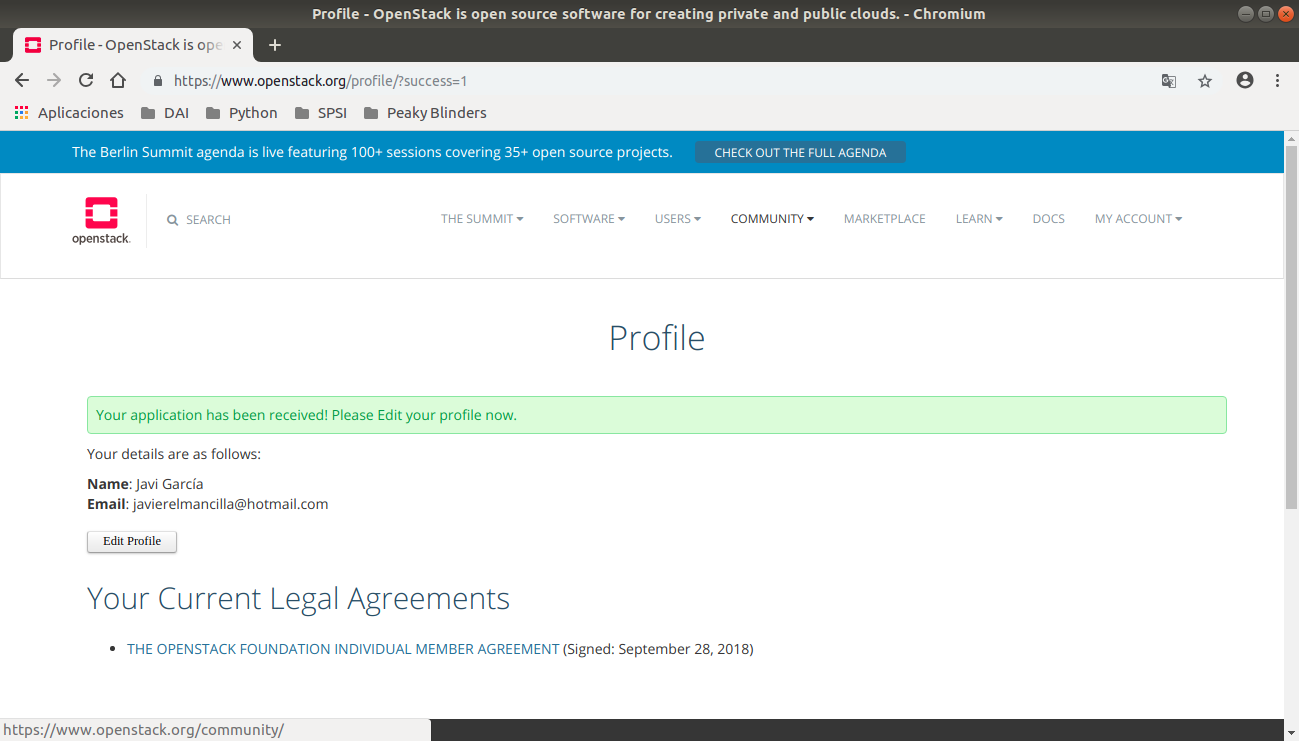 Profile - OpenStack is open source software for creating private and public clouds. - Chromium
Profile - OpenStack is ope
https://www.openstack.org/profile/?success=1
Aplicaciones DAI Python SPSI Peaky Blinders
The Berlin Summit agenda is live featuring 100+ sessions covering 35+ open source projects. CHECK OUT THE FULL AGENDA
openstack. SEARCH THE SUMMIT SOFTWARE USERS COMMUNITY MARKETPLACE LEARN DOCS MY ACCOUNT
Profile
Your application has been received! Please Edit your profile now.
Your details are as follows:
Name: Javi García
Email: javierelmancilla@hotmail.com
Edit Profile
Your Current Legal Agreements
• THE OPENSTACK FOUNDATION INDIVIDUAL MEMBER AGREEMENT (Signed: September 28, 2018)
https://www.openstack.org/community/